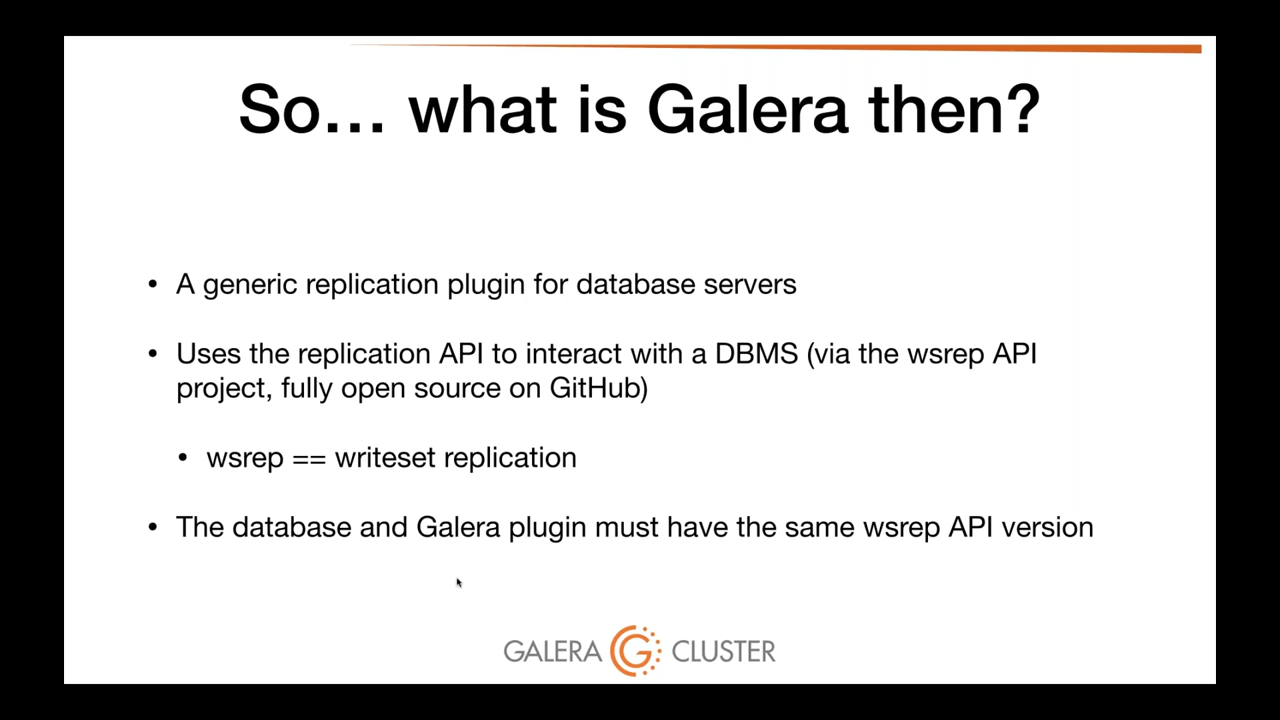 So… what is Galera then?
• A generic replication plugin for database servers
• Uses the replication API to interact with a DBMS (via the wsrep API
project, fully open source on GitHub)
• wsrep == writeset replication
• The database and Galera plugin must have the same wsrep API version
GALERA CLUSTER